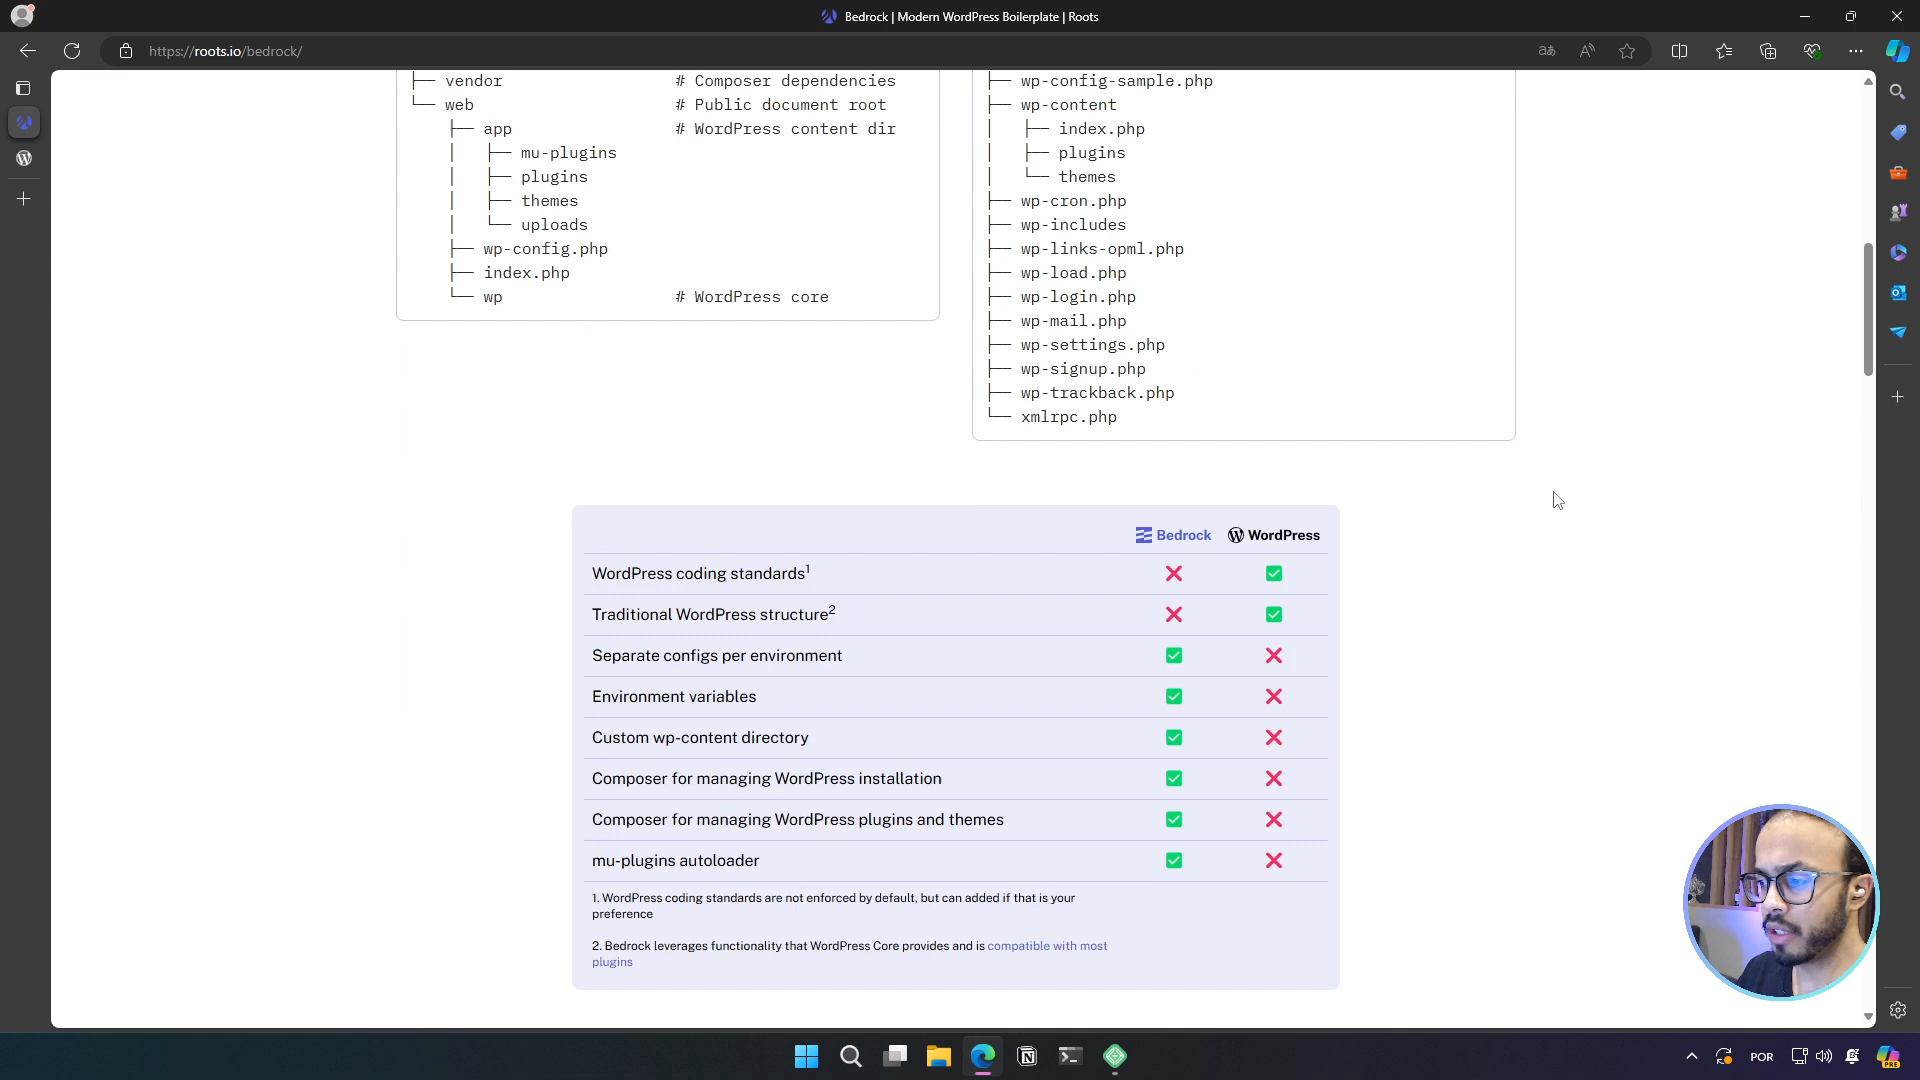 Bedrock | Modern WordPress Boilerplate | Roots
https://roots.io/bedrock/
├── vendor # Composer dependencies
└── web # Public document root
├── app # WordPress content dir
│ ├── mu-plugins
│ ├── plugins
│ ├── themes
│ └── uploads
├── wp-config.php
├── index.php
└── wp # WordPress core
├── wp-config-sample.php
├── wp-content
│ ├── index.php
│ ├── plugins
│ └── themes
├── wp-cron.php
├── wp-includes
├── wp-links-opml.php
├── wp-load.php
├── wp-login.php
├── wp-mail.php
├── wp-settings.php
├── wp-signup.php
├── wp-trackback.php
└── xmlrpc.php
Bedrock WordPress
WordPress coding standards1 ❌ ✅
Traditional WordPress structure2 ❌ ✅
Separate configs per environment ✅ ❌
Environment variables ✅ ❌
Custom wp-content directory ✅ ❌
Composer for managing WordPress installation ✅ ❌
Composer for managing WordPress plugins and themes ✅ ❌
mu-plugins autoloader ✅ ❌
1. WordPress coding standards are not enforced by default, but can added if that is your
preference
2. Bedrock leverages functionality that WordPress Core provides and is compatible with most
plugins
POR
PRE